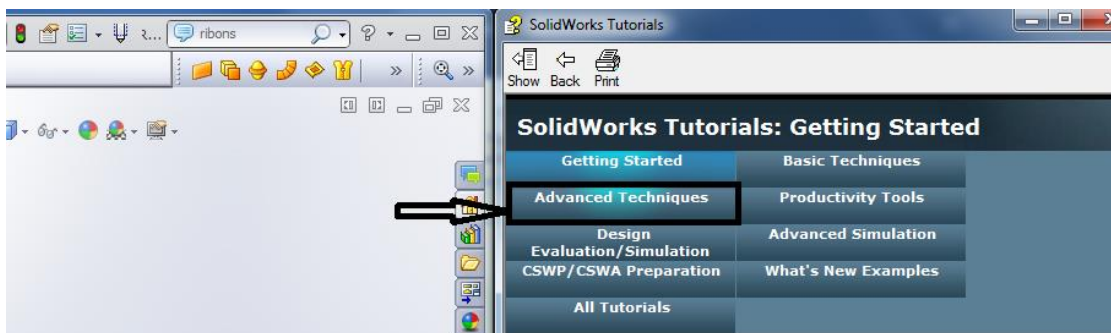 ribons
SolidWorks Tutorials
Show Back Print
SolidWorks Tutorials: Getting Started
Getting Started
Basic Techniques
Advanced Techniques
Productivity Tools
Design
Evaluation/Simulation
Advanced Simulation
CSWP/CSWA Preparation
What's New Examples
All Tutorials